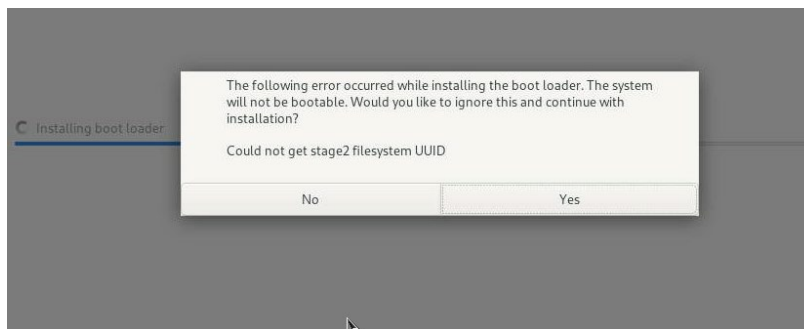 The following error occurred while installing the boot loader. The system
will not be bootable. Would you like to ignore this and continue with
installation?
Installing boot loader
Could not get stage2 filesystem UUID
No
Yes